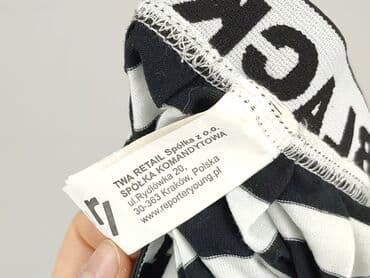 BLACK
TWA RETAIL Spółka z o.o.
SPÓŁKA KOMANDYTOWA
ul.Rydlówka 20,
30-363 Kraków, Polska
www.reporteryoung.pl
r/